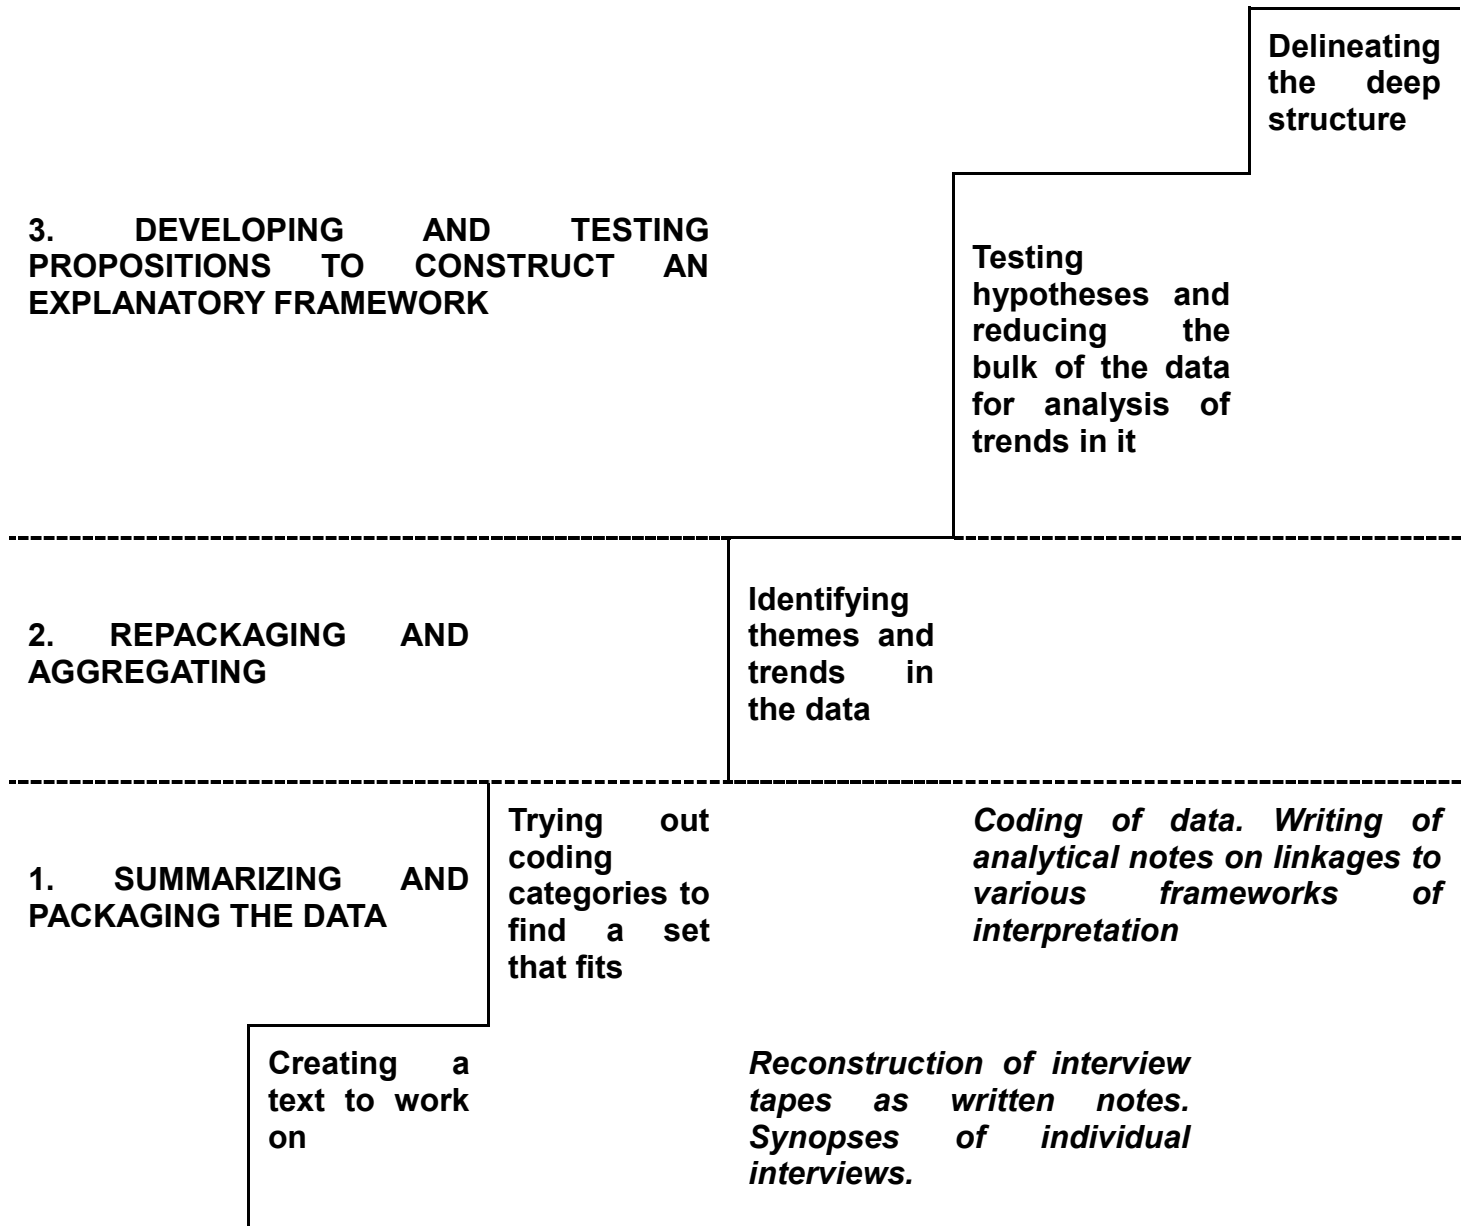 Delineating
the deep
structure
3. DEVELOPING AND TESTING
PROPOSITIONS TO CONSTRUCT AN
EXPLANATORY FRAMEWORK
Testing
hypotheses and
reducing the
bulk of the data
for analysis of
trends in it
2. REPACKAGING AND
AGGREGATING
Identifying
themes and
trends in
the data
1. SUMMARIZING AND
PACKAGING THE DATA
Trying out
coding
categories to
find a set
that fits
Coding of data. Writing of
analytical notes on linkages to
various frameworks of
interpretation
Creating a
text to work
on
Reconstruction of interview
tapes as written notes.
Synopses of individual
interviews.